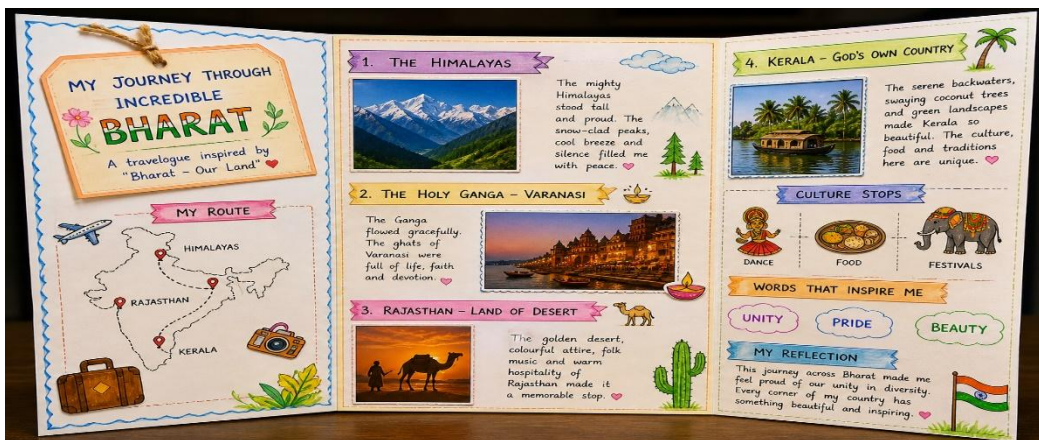 MY JOURNEY THROUGH
INCREDIBLE
BHARAT
A travelogue inspired by
"Bharat – Our Land"
MY ROUTE
HIMALAYAS
RAJASTHAN
KERALA
1. THE HIMALAYAS
The mighty
Himalayas
stood tall
and proud. The
snow-clad peaks,
cool breeze and
silence filled me
with peace.
2. THE HOLY GANGA – VARANASI
The Ganga
flowed gracefully.
The ghats of
Varanasi were
full of life, faith
and devotion.
3. RAJASTHAN – LAND OF DESERT
The golden desert,
colourful attire, folk
music and warm
hospitality of
Rajasthan made it
a memorable stop.
4. KERALA – GOD'S OWN COUNTRY
The serene backwaters,
swaying coconut trees
and green landscapes
made Kerala so
beautiful. The culture,
food and traditions
here are unique.
CULTURE STOPS
DANCE
FOOD
FESTIVALS
WORDS THAT INSPIRE ME
UNITY
PRIDE
BEAUTY
MY REFLECTION
This journey across Bharat made me
feel proud of our unity in diversity.
Every corner of my country has
something beautiful and inspiring.